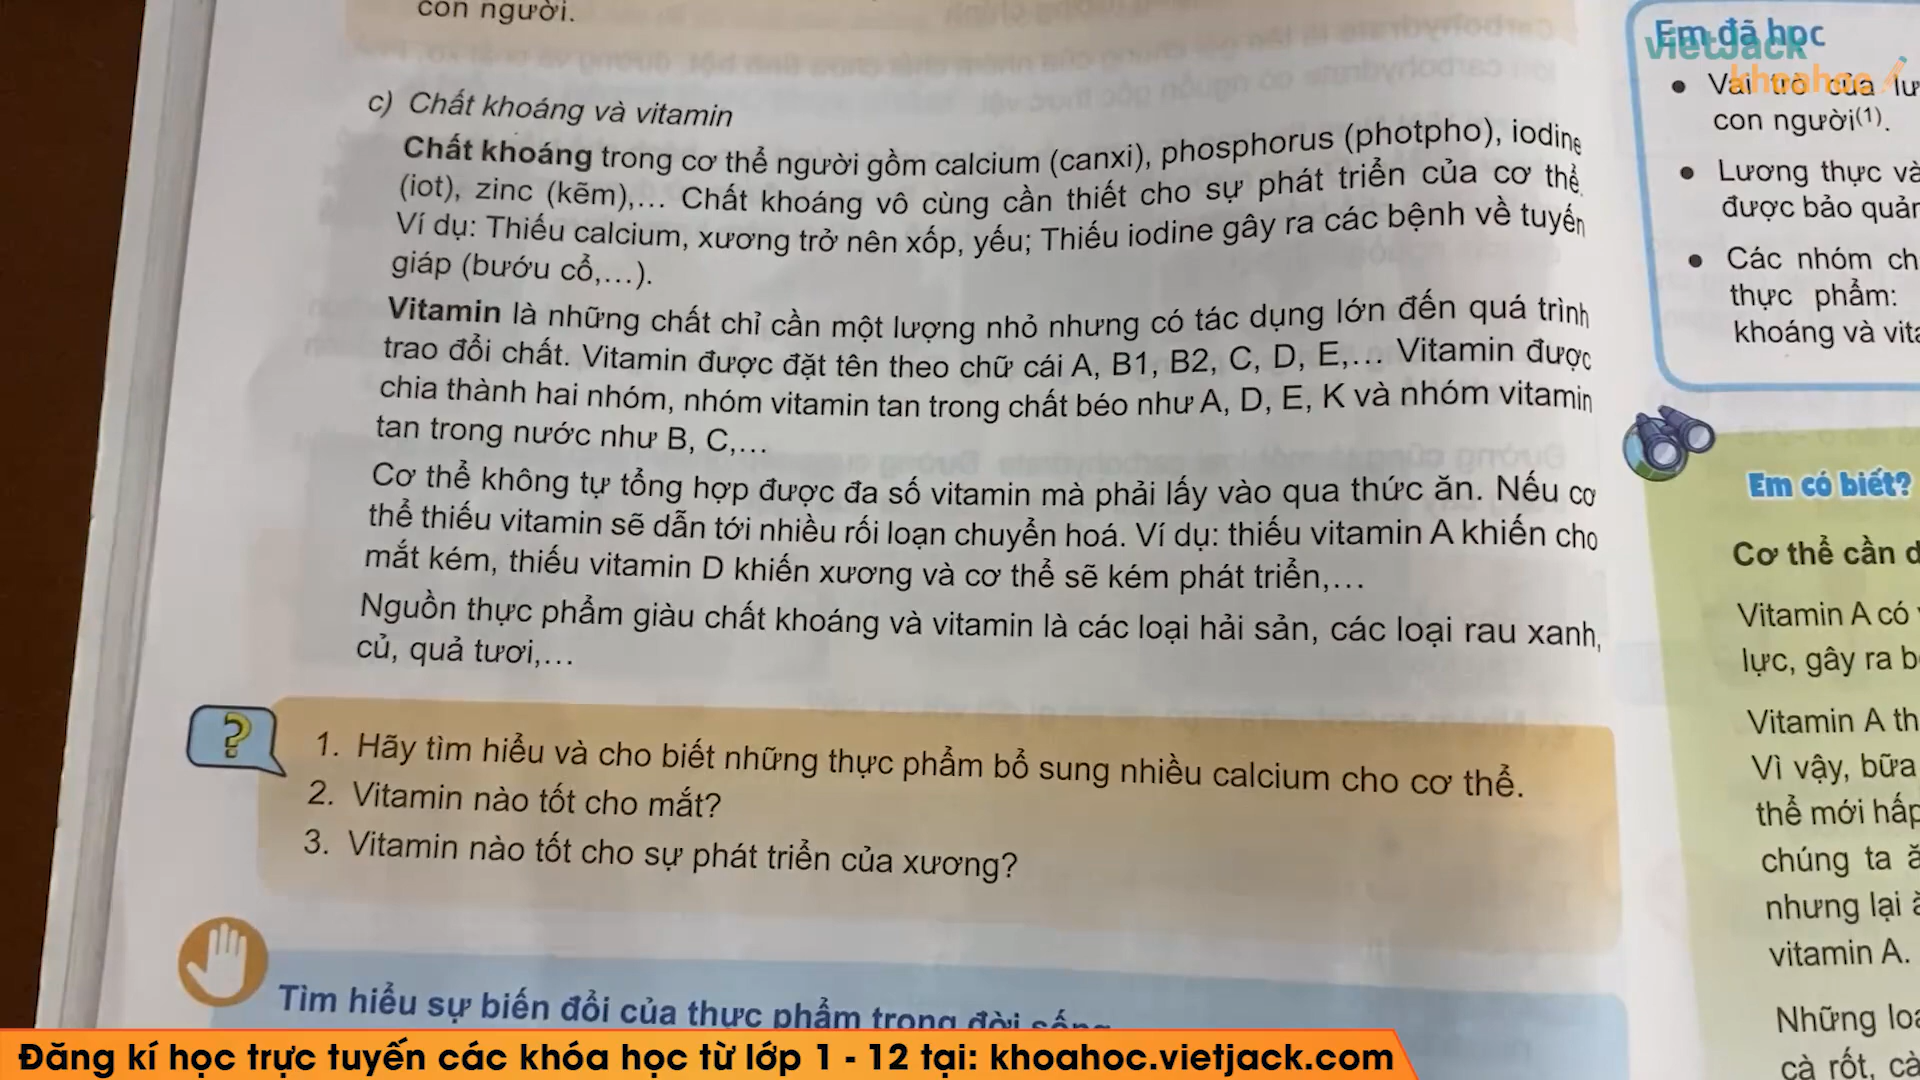 con người.
c) Chất khoáng và vitamin
Chất khoáng trong cơ thể người gồm calcium (canxi), phosphorus (photpho), iodine
(iot), zinc (kẽm),... Chất khoáng vô cùng cần thiết cho sự phát triển của cơ thể.
Ví dụ: Thiếu calcium, xương trở nên xốp, yếu; Thiếu iodine gây ra các bệnh về tuyến
giáp (bướu cổ,...).
Vitamin là những chất chỉ cần một lượng nhỏ nhưng có tác dụng lớn đến quá trình
trao đổi chất. Vitamin được đặt tên theo chữ cái A, B1, B2, C, D, E,... Vitamin được
chia thành hai nhóm, nhóm vitamin tan trong chất béo như A, D, E, K và nhóm vitamin
tan trong nước như B, C,...
Cơ thể không tự tổng hợp được đa số vitamin mà phải lấy vào qua thức ăn. Nếu cơ
thể thiếu vitamin sẽ dẫn tới nhiều rối loạn chuyển hoá. Ví dụ: thiếu vitamin A khiến cho
mắt kém, thiếu vitamin D khiến xương và cơ thể sẽ kém phát triển,...
Nguồn thực phẩm giàu chất khoáng và vitamin là các loại hải sản, các loại rau xanh,
củ, quả tươi,...
?
1. Hãy tìm hiểu và cho biết những thực phẩm bổ sung nhiều calcium cho cơ thể.
2. Vitamin nào tốt cho mắt?
3. Vitamin nào tốt cho sự phát triển của xương?
Tìm hiểu sự biến đổi của thực phẩm trong đời sống
Em đã học
vietjack
khoahoc
• Vai trò của
con người(1).
• Lương thực và
được bảo quản
• Các nhóm
thực phẩm:
khoáng và
Em có biết?
Cơ thể cần
Vitamin A có
lực, gây ra
Vitamin A
Vì vậy, bữa
thể mới
chúng ta
nhưng lại
vitamin A.
Những
cà rốt,
Đăng kí học trực tuyến các khóa học từ lớp 1 - 12 tại: khoahoc.vietjack.com